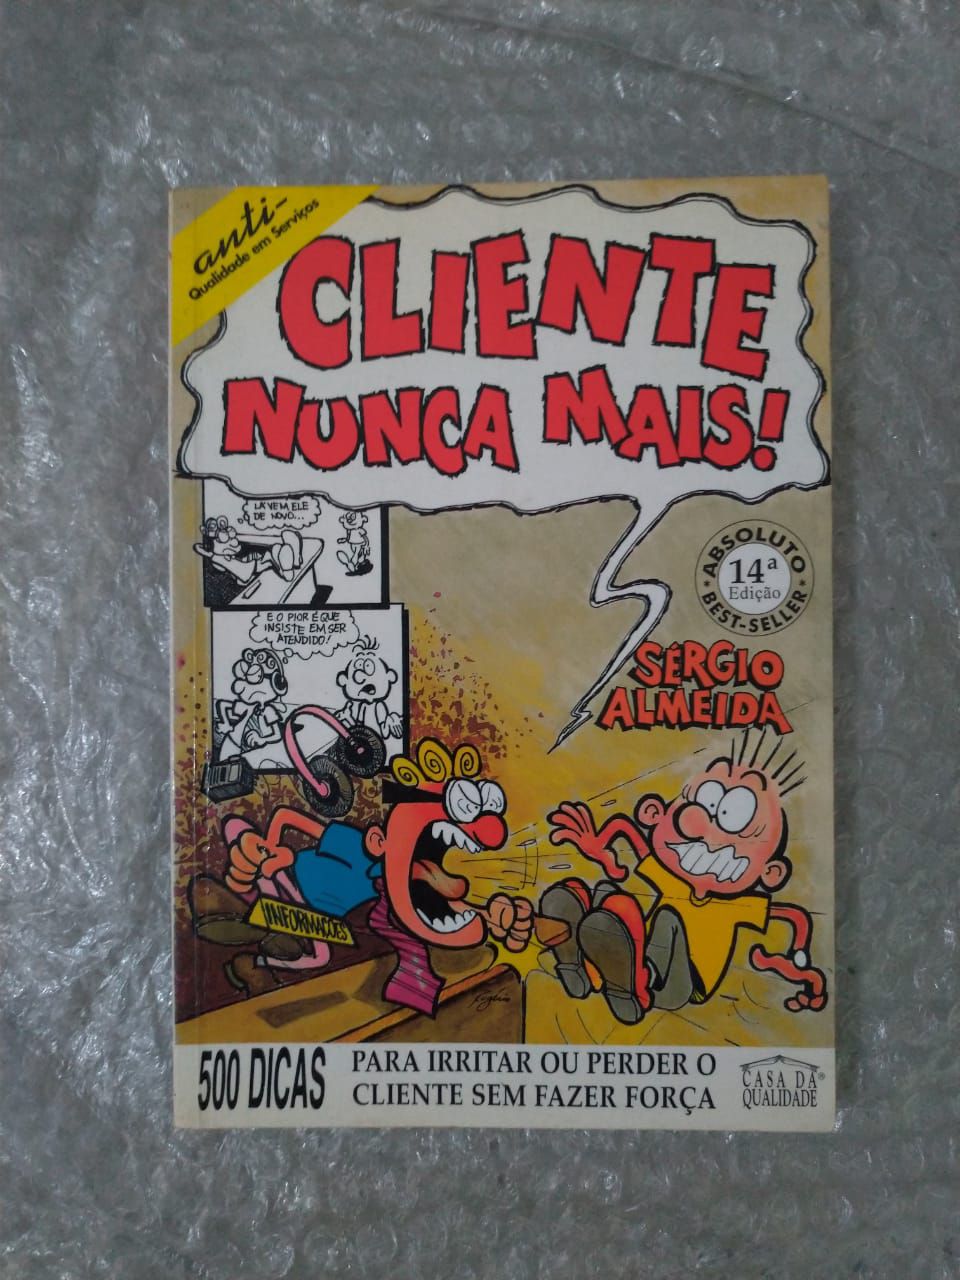 anti-
Qualidade em Serviços
CLIENTE
NUNCA MAIS!
LÁ VEM ELE
DE NOVO...
E O PIOR É QUE
INSISTE EM SER
ATENDIDO!
ABSOLUTO
14ª
Edição
BEST-SELLER
SÉRGIO
ALMEIDA
INFORMAÇÕES
Rogério
500 DICAS
PARA IRRITAR OU PERDER O
CLIENTE SEM FAZER FORÇA
CASA DA
QUALIDADE®